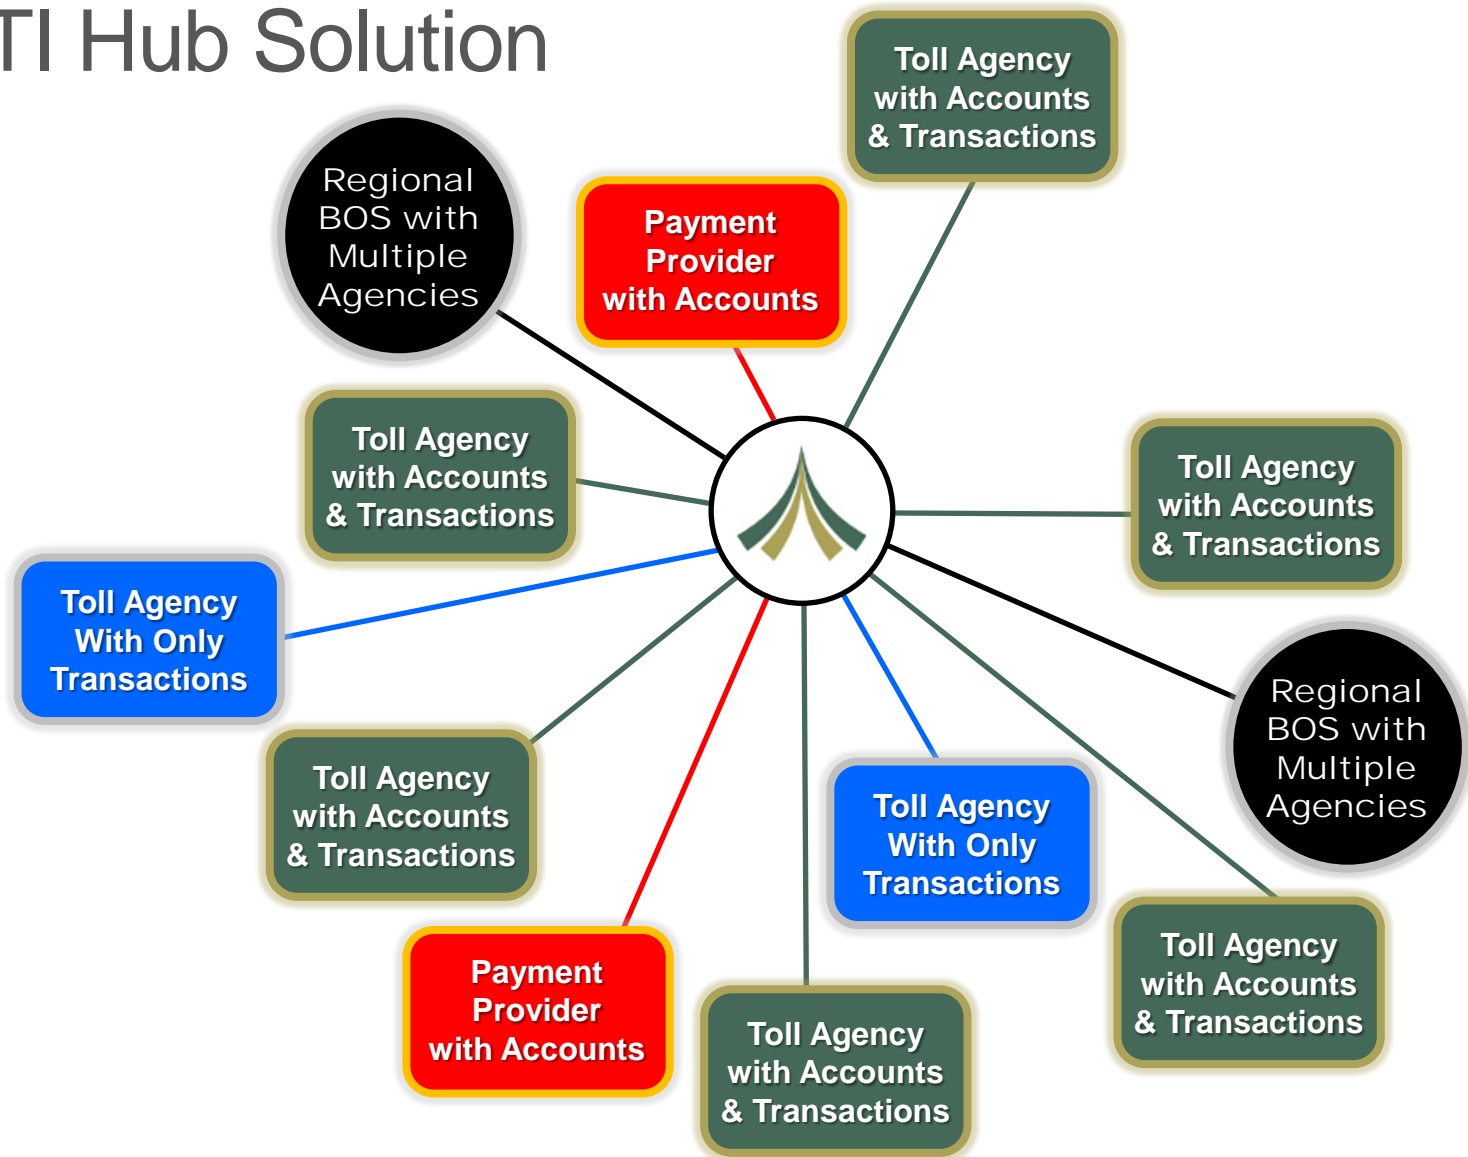 TI Hub Solution
Toll Agency
with Accounts
& Transactions
Regional
BOS with
Multiple
Agencies
Payment
Provider
with Accounts
Toll Agency
with Accounts
& Transactions
Toll Agency
with Accounts
& Transactions
Toll Agency
With Only
Transactions
Regional
BOS with
Multiple
Agencies
Toll Agency
with Accounts
& Transactions
Toll Agency
With Only
Transactions
Toll Agency
with Accounts
& Transactions
Payment
Provider
with Accounts
Toll Agency
with Accounts
& Transactions